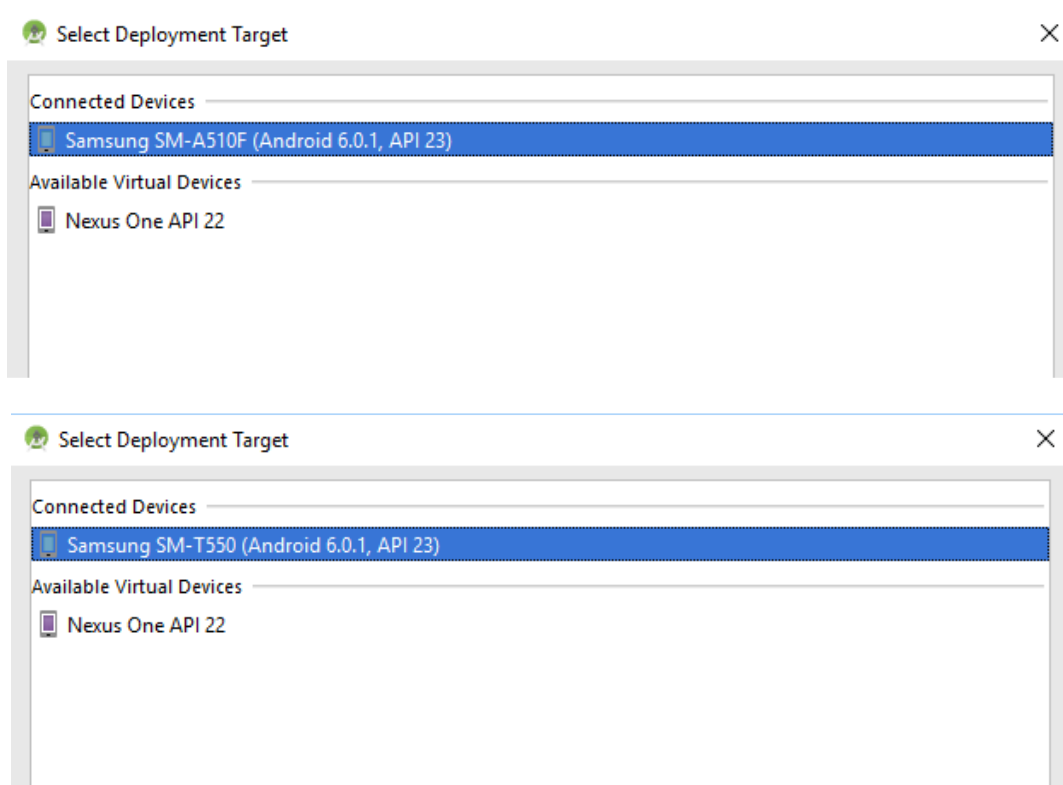 Select Deployment Target
Connected Devices
Samsung SM-A510F (Android 6.0.1, API 23)
Available Virtual Devices
Nexus One API 22
Select Deployment Target
Connected Devices
Samsung SM-T550 (Android 6.0.1, API 23)
Available Virtual Devices
Nexus One API 22